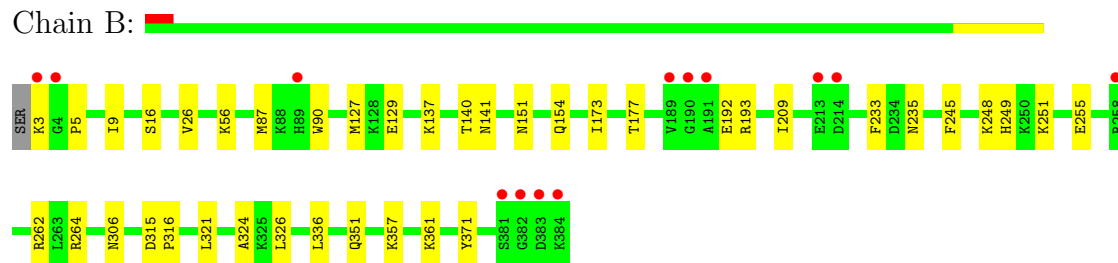 Chain B:
SER K3 G4 P5 I9 S16 V26 K56 M87 K88 H89 W90 M127 K128 E129 K137 T140 N141 N151 Q154 I173 T177 V189 G190 A191 E192 R193 I209 E213 D214 F233 D234 N235 F245 K248 H249 K250 K251 E255
R262 L263 R264 N306 D315 P316 L321 A324 K325 L326 L336 Q351 K357 K361 Y371 S381 G382 D383 K384